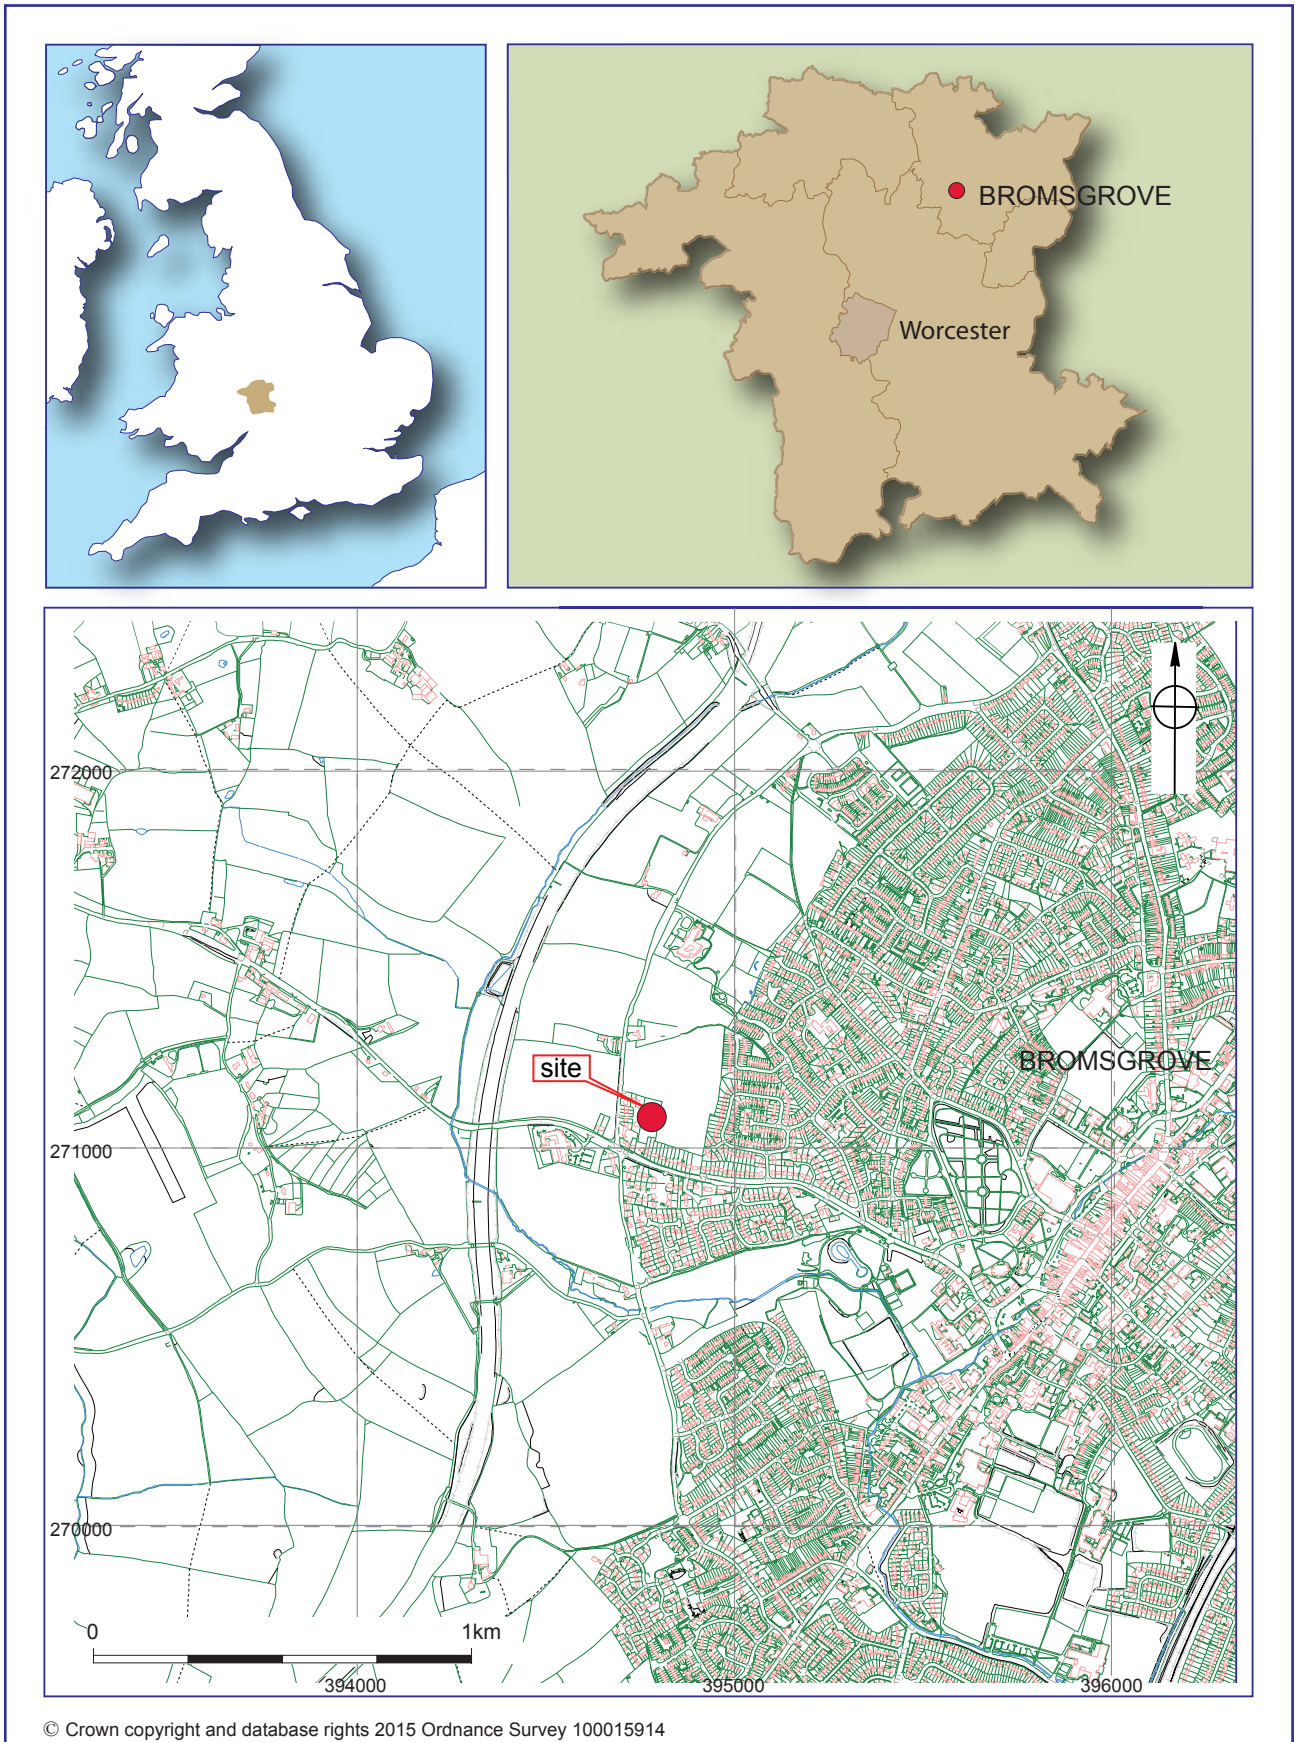 BROMSGROVE
Worcester
272000
site
BROMSGROVE
271000
270000
0 1km
394000 395000 396000
© Crown copyright and database rights 2015 Ordnance Survey 100015914